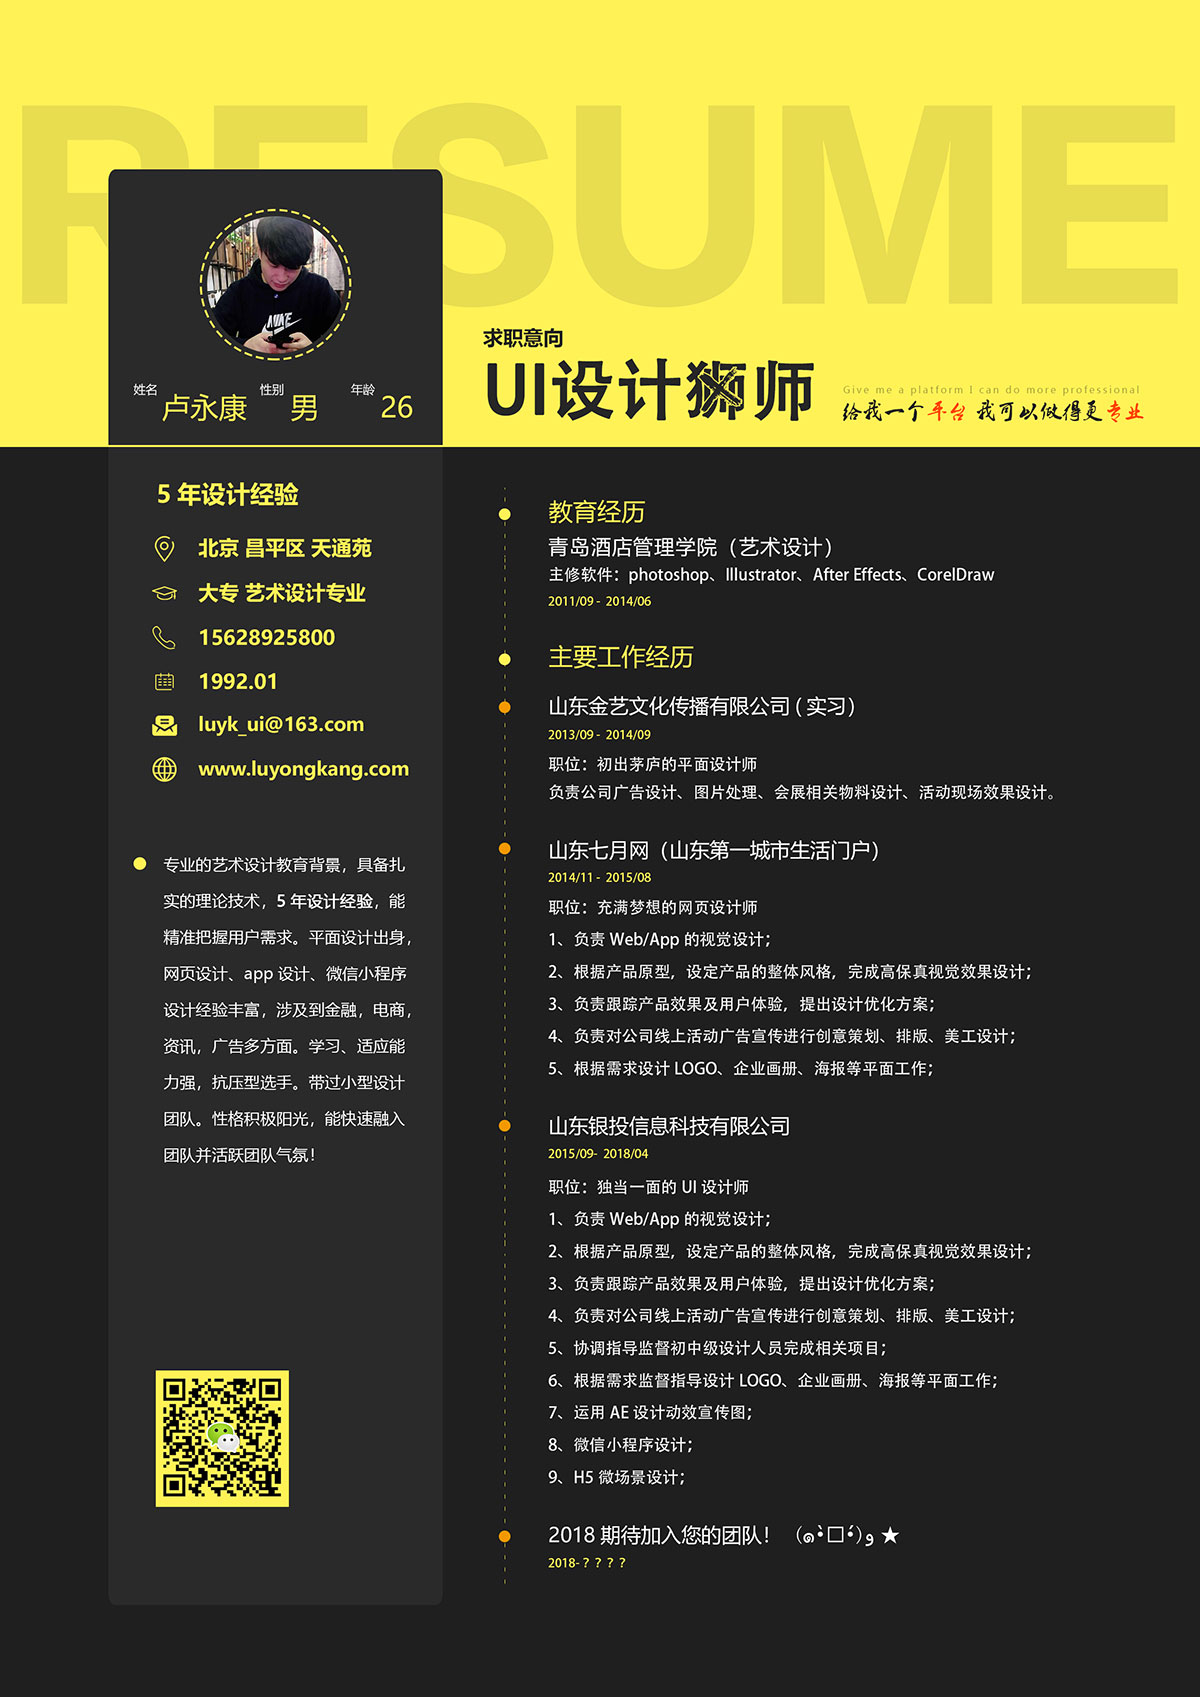 RESUME
姓名 卢永康 性别 男 年龄 26
求职意向
UI设计狮师
Give me a platform I can do more professional
给我一个平台 我可以做得更专业
5 年设计经验
北京 昌平区 天通苑
大专 艺术设计专业
15628925800
1992.01
luyk_ui@163.com
www.luyongkang.com
专业的艺术设计教育背景，具备扎
实的理论技术，5 年设计经验，能
精准把握用户需求。平面设计出身，
网页设计、app 设计、微信小程序
设计经验丰富，涉及到金融，电商，
资讯，广告多方面。学习、适应能
力强，抗压型选手。带过小型设计
团队。性格积极阳光，能快速融入
团队并活跃团队气氛！
教育经历
青岛酒店管理学院（艺术设计）
主修软件：photoshop、Illustrator、After Effects、CorelDraw
2011/09 - 2014/06
主要工作经历
山东金艺文化传播有限公司 ( 实习 )
2013/09 - 2014/09
职位：初出茅庐的平面设计师
负责公司广告设计、图片处理、会展相关物料设计、活动现场效果设计。
山东七月网（山东第一城市生活门户）
2014/11 - 2015/08
职位：充满梦想的网页设计师
1、负责 Web/App 的视觉设计；
2、根据产品原型，设定产品的整体风格，完成高保真视觉效果设计；
3、负责跟踪产品效果及用户体验，提出设计优化方案；
4、负责对公司线上活动广告宣传进行创意策划、排版、美工设计；
5、根据需求设计 LOGO、企业画册、海报等平面工作；
山东银投信息科技有限公司
2015/09- 2018/04
职位：独当一面的 UI 设计师
1、负责 Web/App 的视觉设计；
2、根据产品原型，设定产品的整体风格，完成高保真视觉效果设计；
3、负责跟踪产品效果及用户体验，提出设计优化方案；
4、负责对公司线上活动广告宣传进行创意策划、排版、美工设计；
5、协调指导监督初中级设计人员完成相关项目；
6、根据需求监督指导设计 LOGO、企业画册、海报等平面工作；
7、运用 AE 设计动效宣传图；
8、微信小程序设计；
9、H5 微场景设计；
2018 期待加入您的团队！（๑•̀□•́)و ★
2018-？？？？